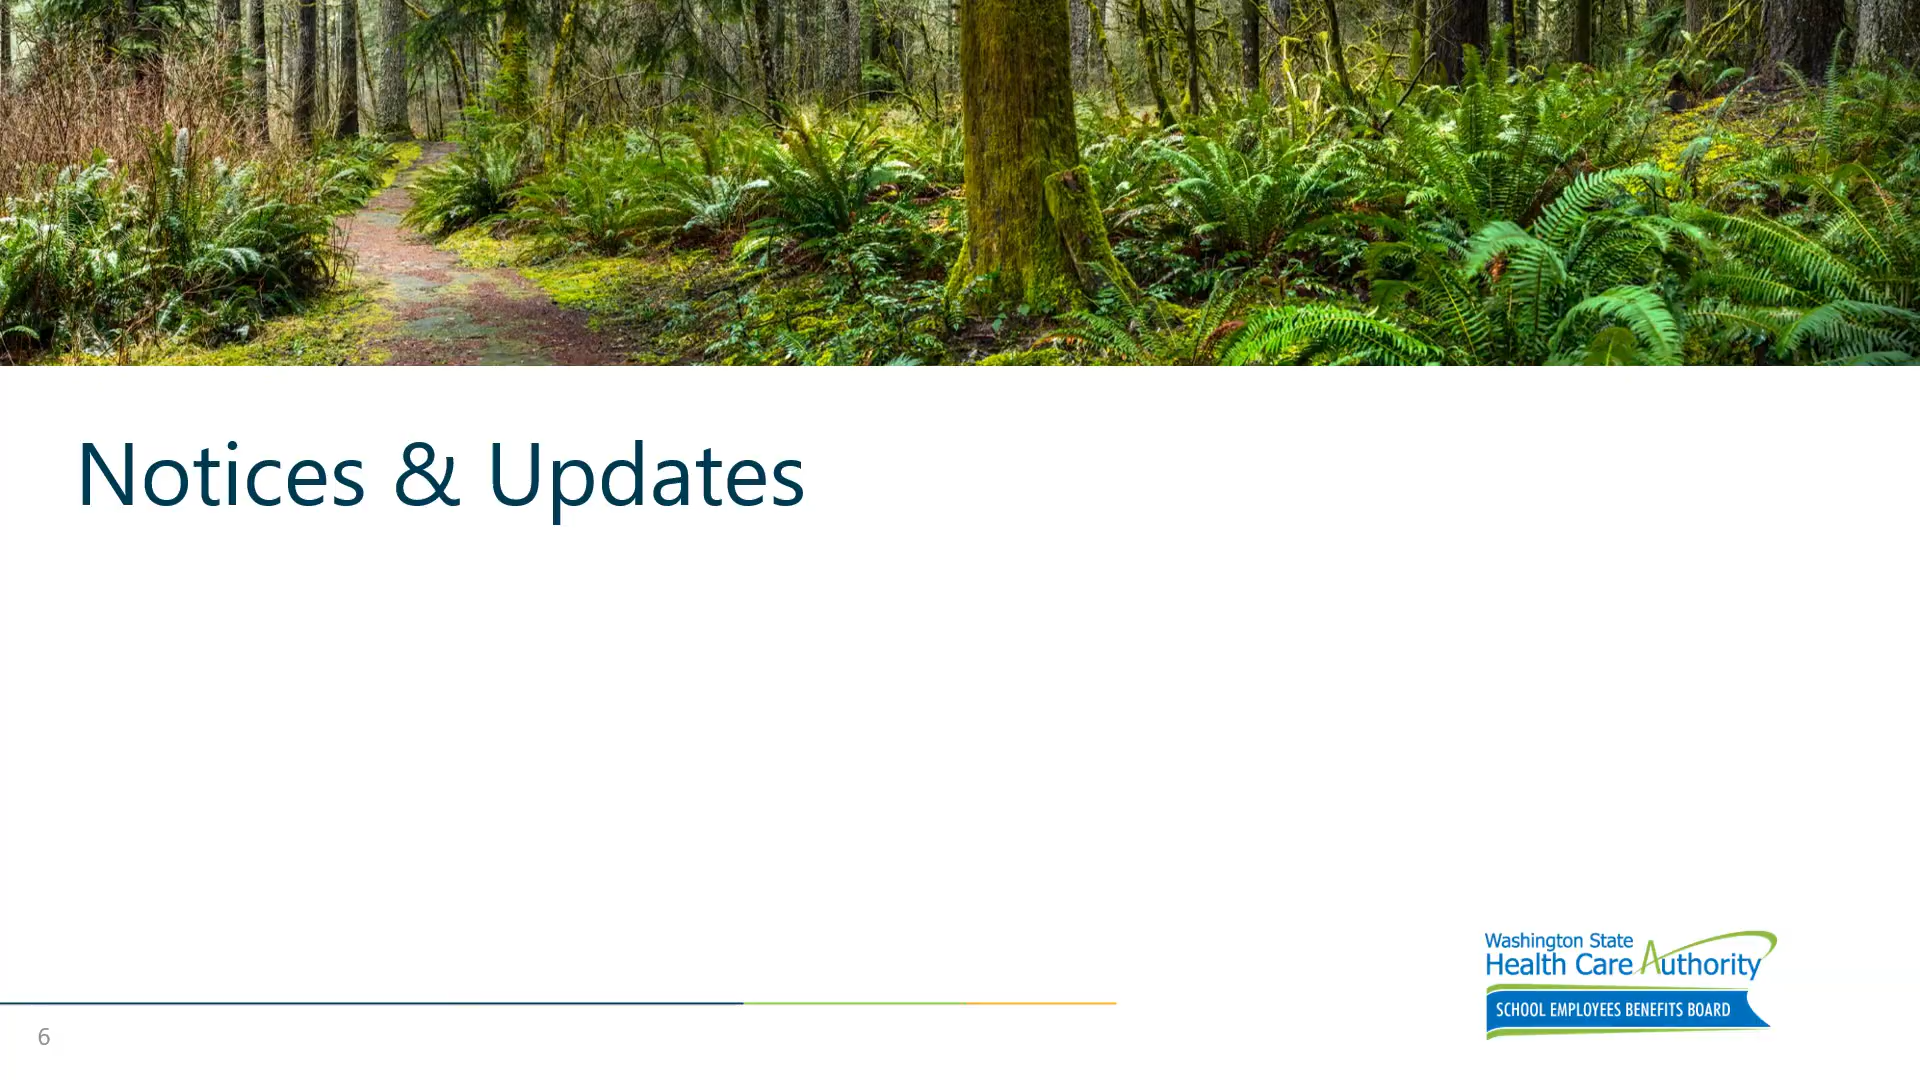 Notices & Updates
Washington State
Health Care Authority
SCHOOL EMPLOYEES BENEFITS BOARD
6